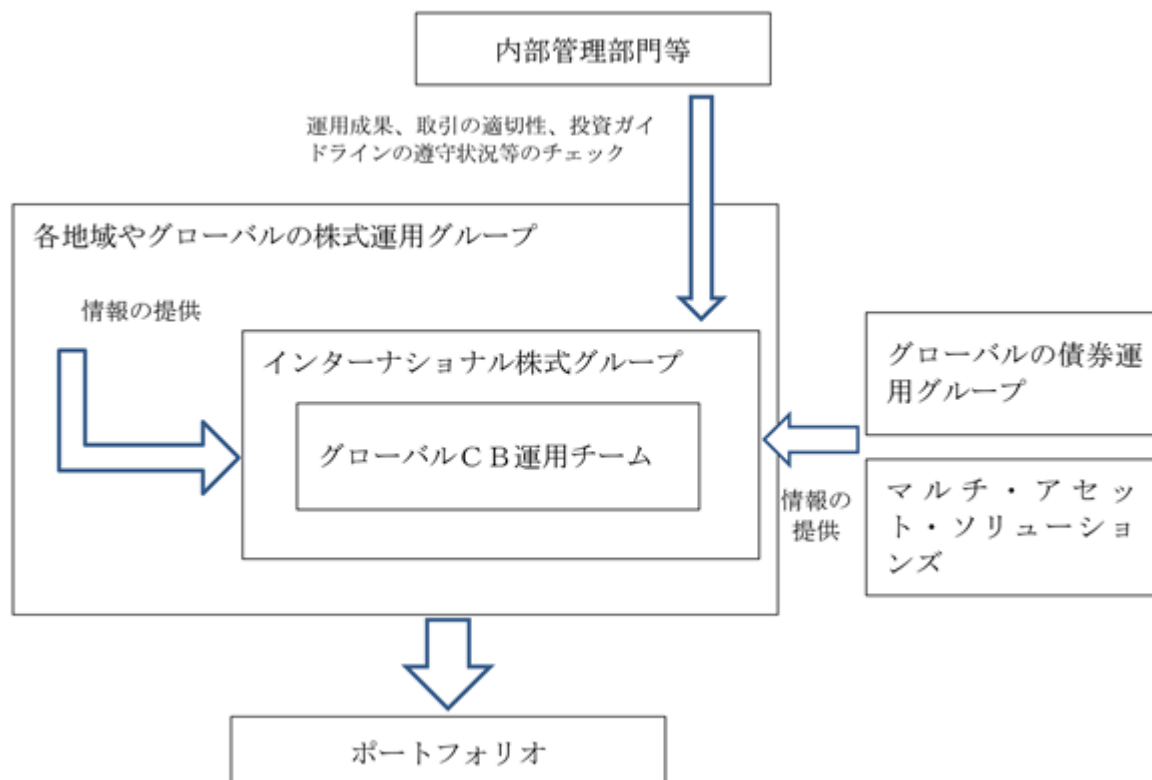 内部管理部門等
運用成果、取引の適切性、投資ガイ
ドラインの遵守状況等のチェック
各地域やグローバルの株式運用グループ
情報の提供
インターナショナル株式グループ
グローバルＣＢ運用チーム
グローバルの債券運
用グループ
マルチ・アセッ
ト・ソリューショ
ンズ
情報の
提供
ポートフォリオ